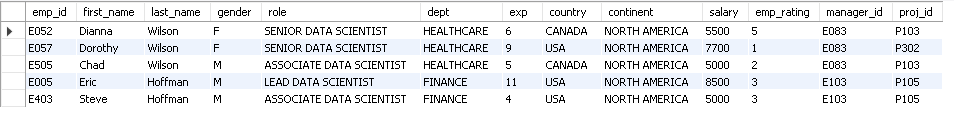 emp_id first_name last_name gender role dept exp country continent salary emp_rating manager_id proj_id
E052 Dianna Wilson F SENIOR DATA SCIENTIST HEALTHCARE 6 CANADA NORTH AMERICA 5500 5 E083 P103
E057 Dorothy Wilson F SENIOR DATA SCIENTIST HEALTHCARE 9 USA NORTH AMERICA 7700 1 E083 P302
E505 Chad Wilson M ASSOCIATE DATA SCIENTIST HEALTHCARE 5 CANADA NORTH AMERICA 5000 2 E083 P103
E005 Eric Hoffman M LEAD DATA SCIENTIST FINANCE 11 USA NORTH AMERICA 8500 3 E103 P105
E403 Steve Hoffman M ASSOCIATE DATA SCIENTIST FINANCE 4 USA NORTH AMERICA 5000 3 E103 P105